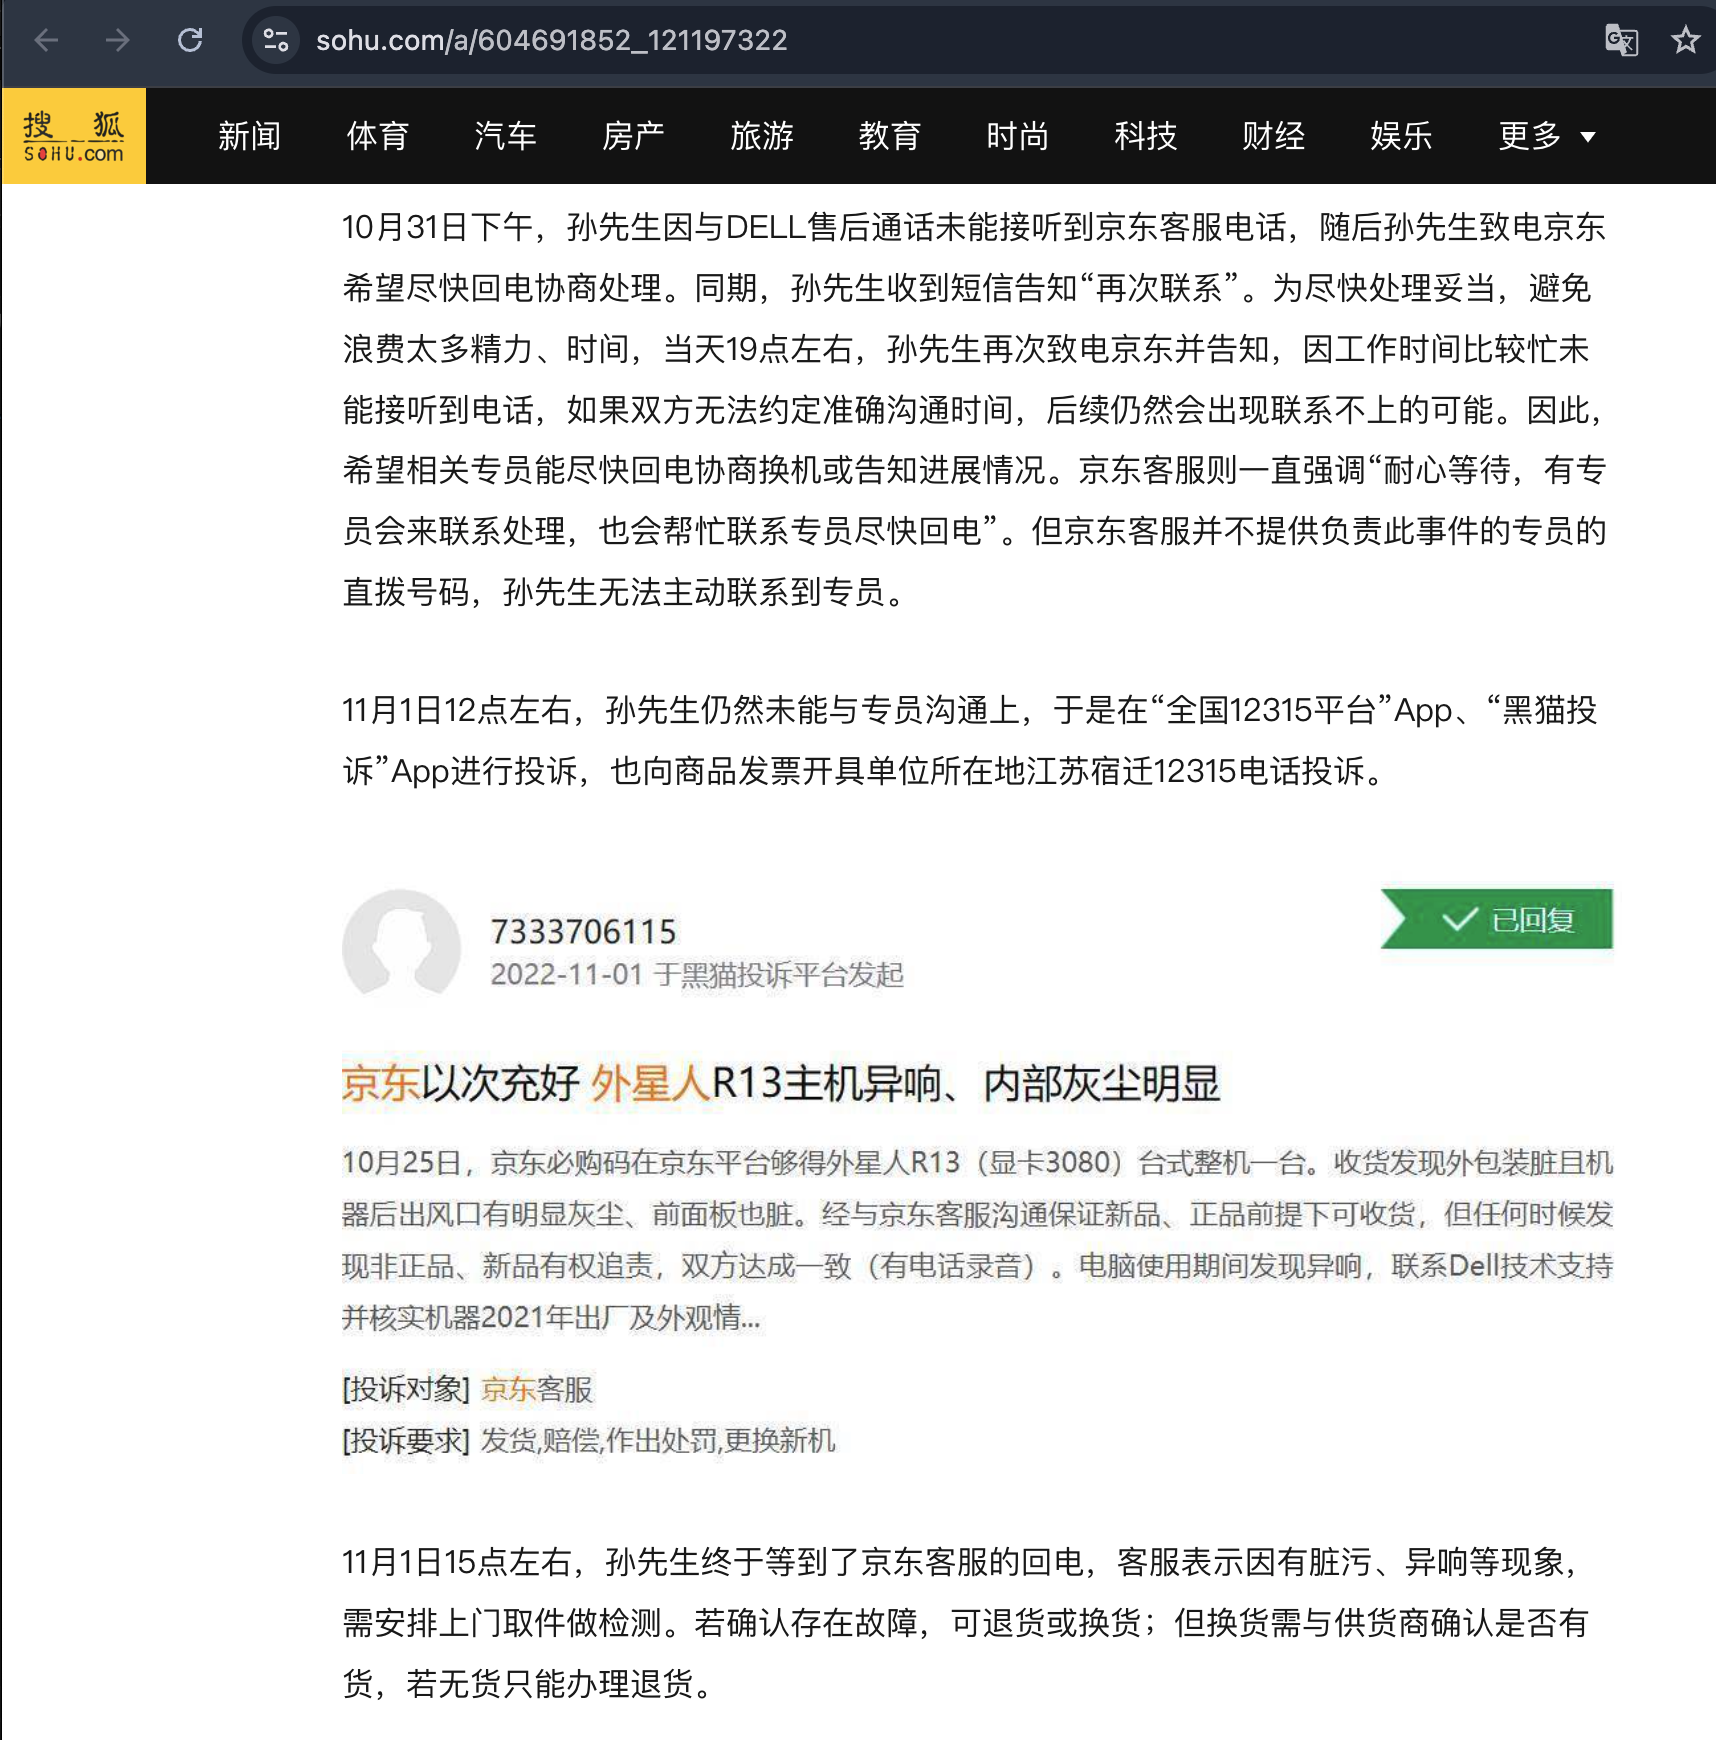 sohu.com/a/604691852_121197322
搜狐
SOHU.com
新闻 体育 汽车 房产 旅游 教育 时尚 科技 财经 娱乐 更多
10月31日下午，孙先生因与DELL售后通话未能接听到京东客服电话，随后孙先生致电京东
希望尽快回电协商处理。同期，孙先生收到短信告知“再次联系”。为尽快处理妥当，避免
浪费太多精力、时间，当天19点左右，孙先生再次致电京东并告知，因工作时间比较忙未
能接听到电话，如果双方无法约定准确沟通时间，后续仍然会出现联系不上的可能。因此，
希望相关专员能尽快回电协商换机或告知进展情况。京东客服则一直强调“耐心等待，有专
员会来联系处理，也会帮忙联系专员尽快回电”。但京东客服并不提供负责此事件的专员的
直拨号码，孙先生无法主动联系到专员。
11月1日12点左右，孙先生仍然未能与专员沟通上，于是在“全国12315平台”App、“黑猫投
诉”App进行投诉，也向商品发票开具单位所在地江苏宿迁12315电话投诉。
7333706115
已回复
2022-11-01 于黑猫投诉平台发起
京东以次充好 外星人R13主机异响、内部灰尘明显
10月25日，京东必购码在京东平台够得外星人R13（显卡3080）台式整机一台。收货发现外包装脏且机
器后出风口有明显灰尘、前面板也脏。经与京东客服沟通保证新品、正品前提下可收货，但任何时候发
现非正品、新品有权追责，双方达成一致（有电话录音）。电脑使用期间发现异响，联系Dell技术支持
并核实机器2021年出厂及外观情...
[投诉对象] 京东客服
[投诉要求] 发货,赔偿,作出处罚,更换新机
11月1日15点左右，孙先生终于等到了京东客服的回电，客服表示因有脏污、异响等现象，
需安排上门取件做检测。若确认存在故障，可退货或换货；但换货需与供货商确认是否有
货，若无货只能办理退货。